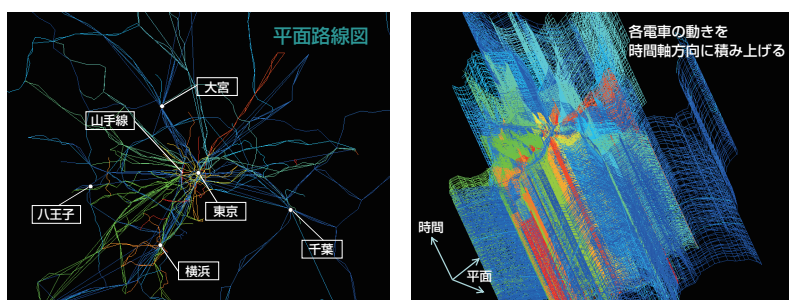 平面路線図
大宮
山手線
八王子
東京
千葉
横浜
各電車の動きを
時間軸方向に積み上げる
時間
平面